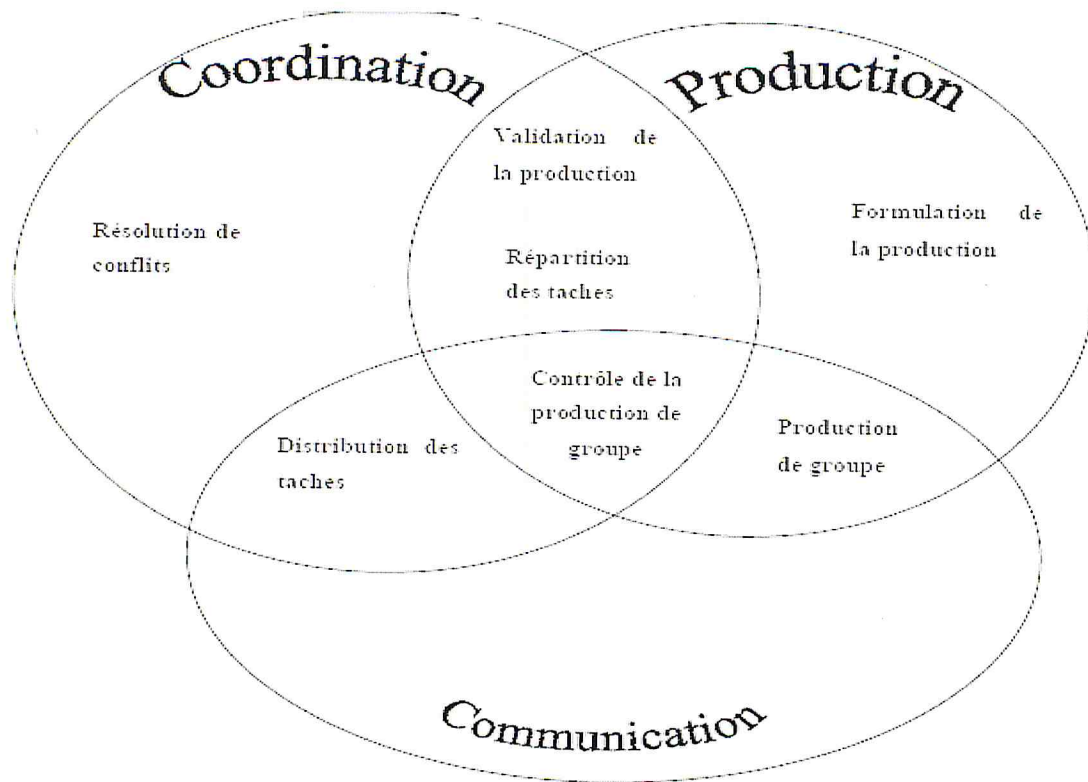 Coordination
Production
Validation de
la production
Résolution de
conflits
Formulation de
la production
Répartition
des taches
Contrôle de la
production de
groupe
Distribution des
taches
Production
de groupe
Communication